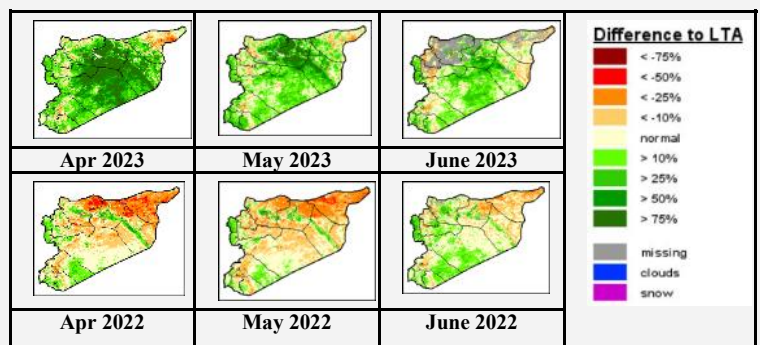 Apr 2023
May 2023
June 2023
Apr 2022
May 2022
June 2022
Difference to LTA
< -75%
< -50%
< -25%
< -10%
normal
> 10%
> 25%
> 50%
> 75%
missing
clouds
snow